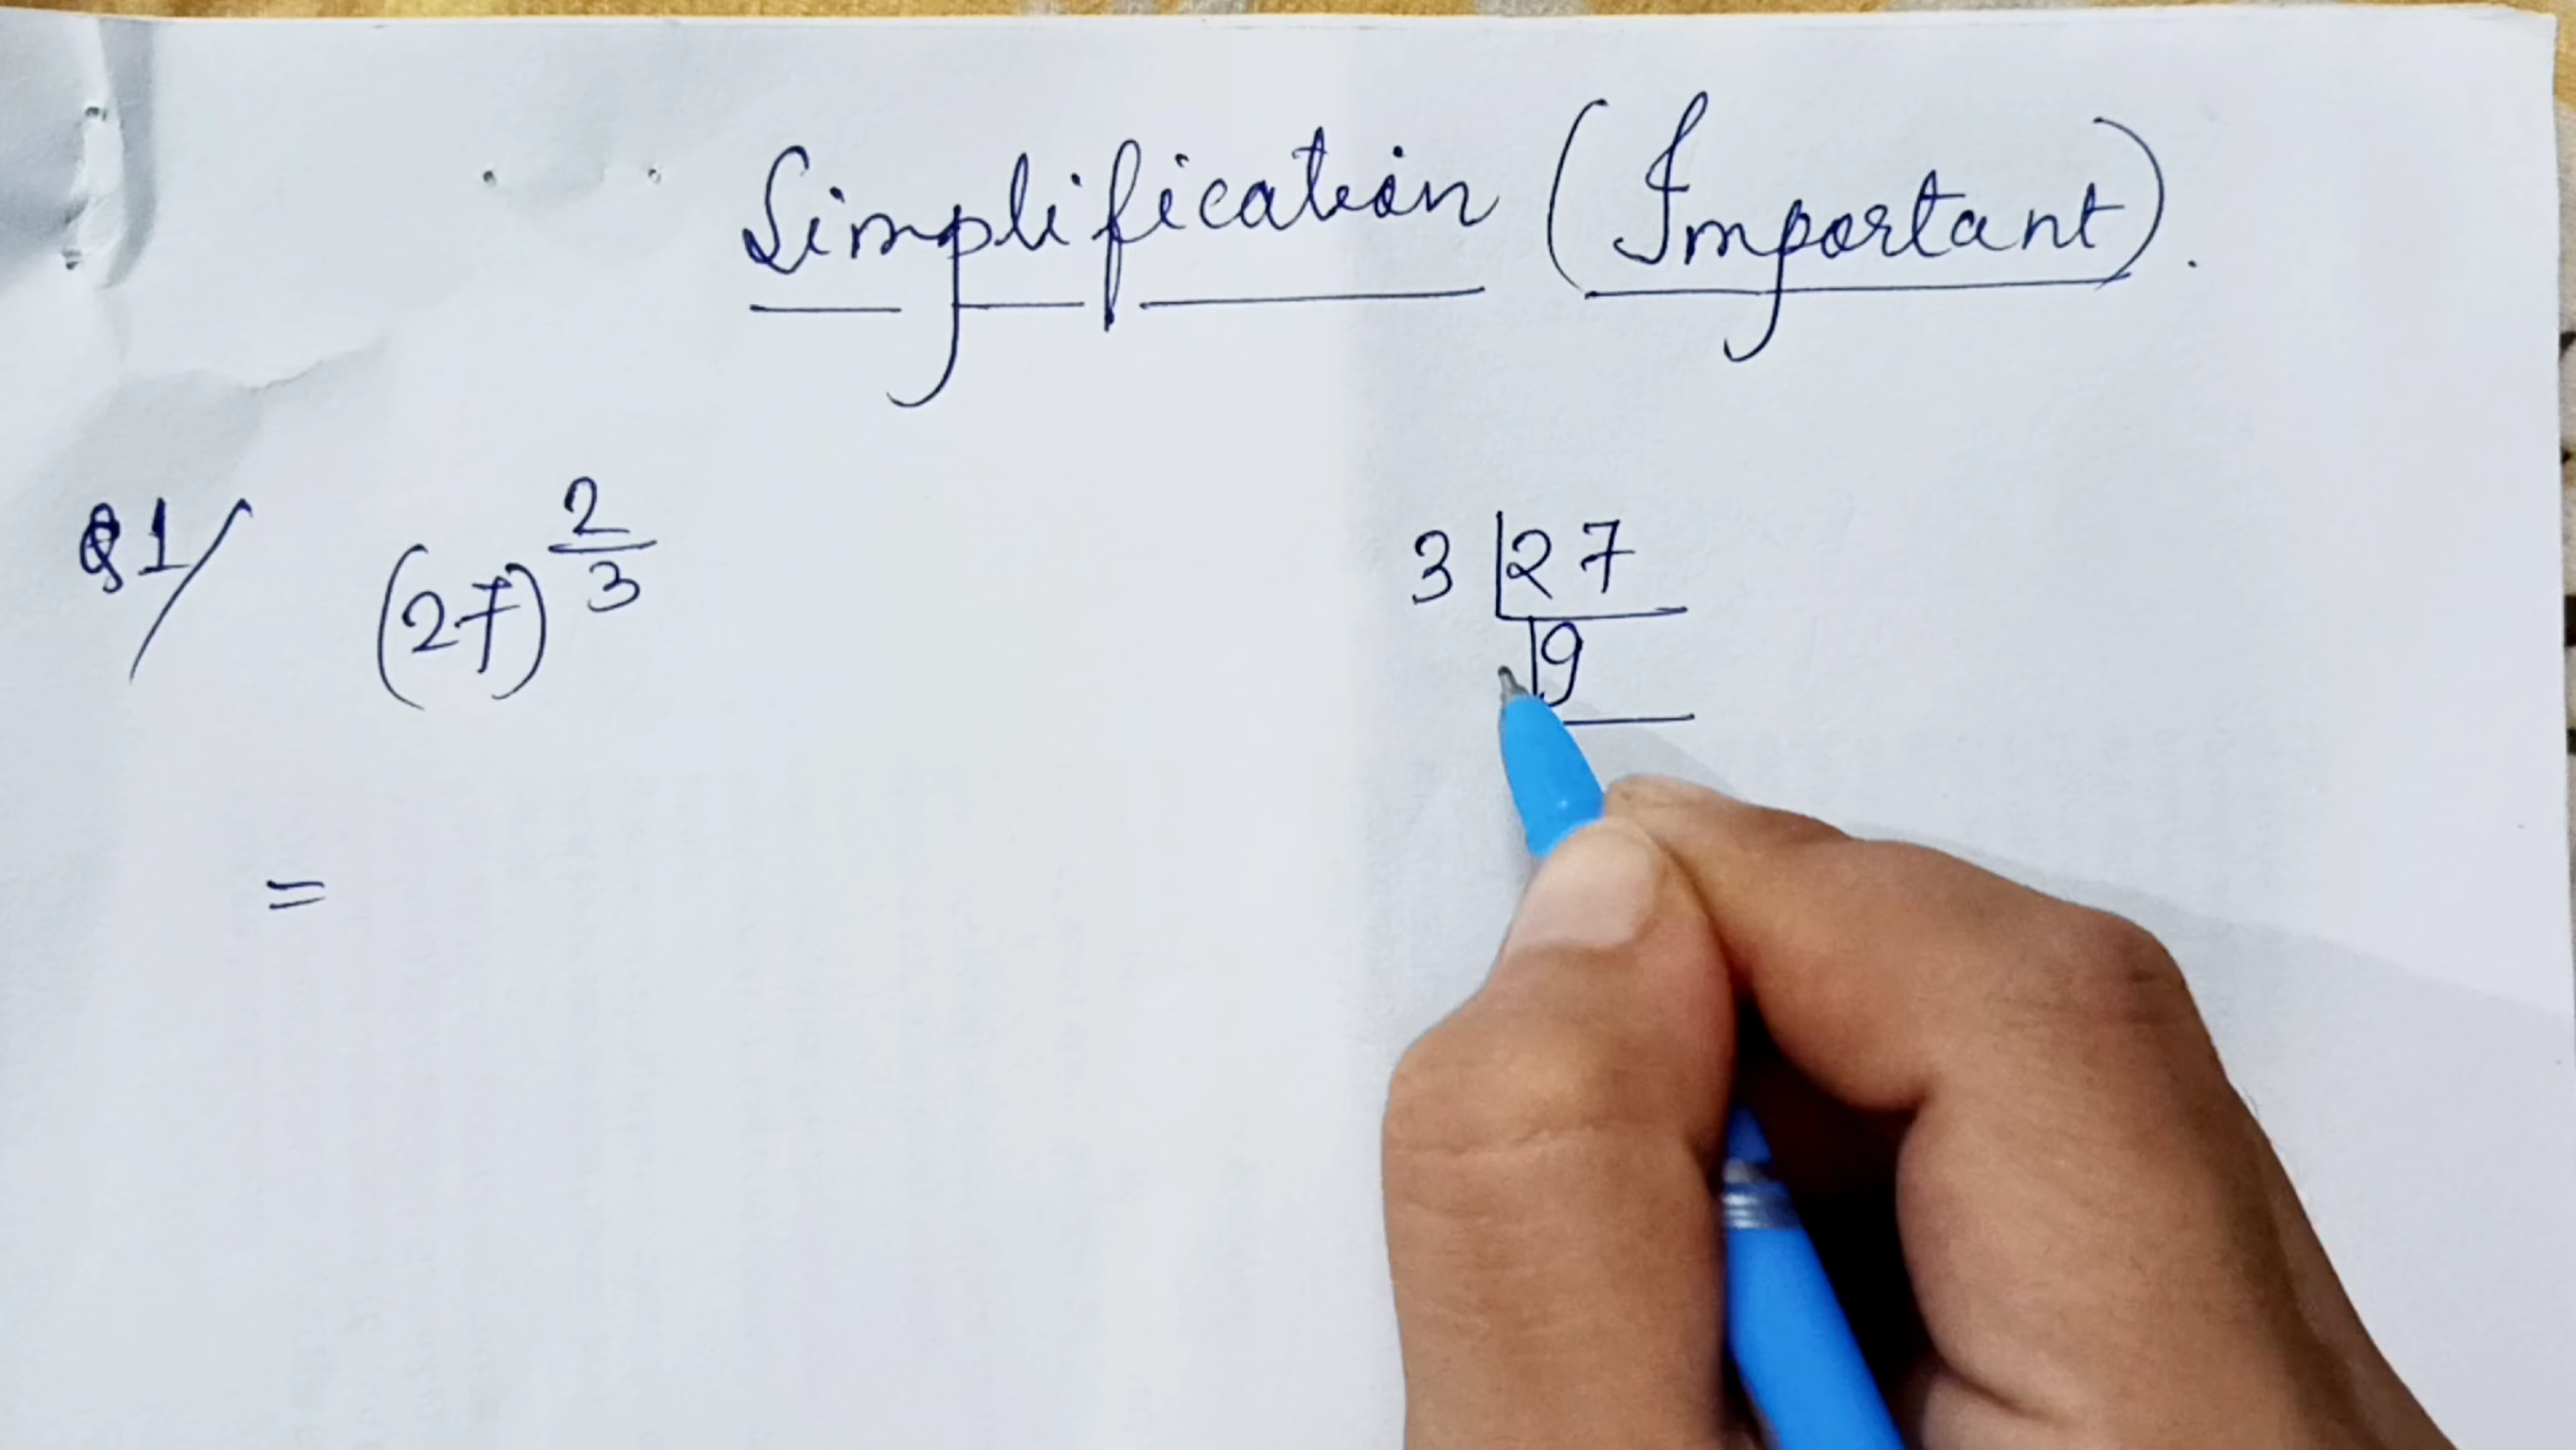 Simplification (Important).
Q1/ (27)^2/3
3 |27
|9
=